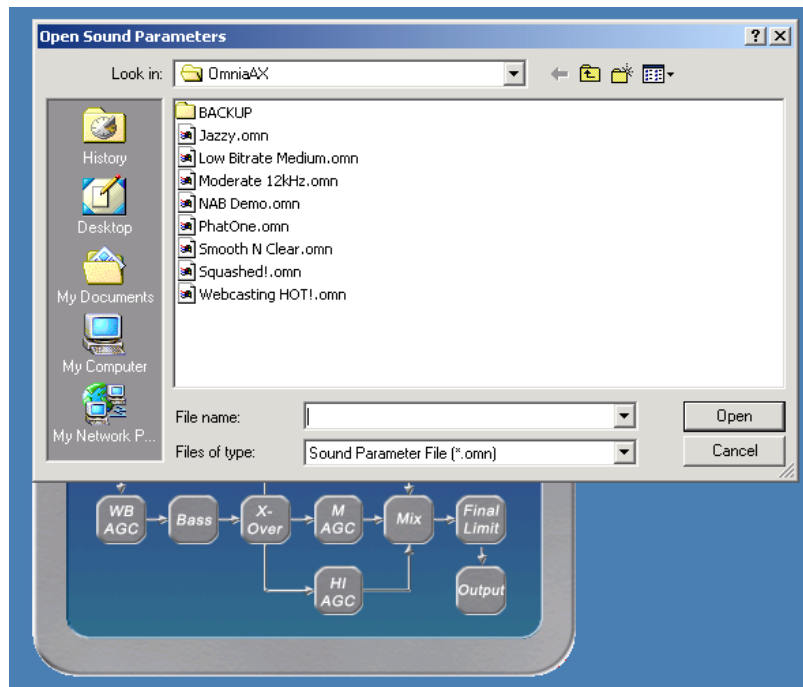 Open Sound Parameters
Look in: OmniaAX
History
Desktop
My Documents
My Computer
My Network P...
BACKUP
Jazzy.omn
Low Bitrate Medium.omn
Moderate 12kHz.omn
NAB Demo.omn
PhatOne.omn
Smooth N Clear.omn
Squashed!.omn
Webcasting HOT!.omn
File name:
Open
Files of type: Sound Parameter File (*.omn)
Cancel
WB AGC
Bass
X-Over
M AGC
Mix
Final Limit
HI AGC
Output